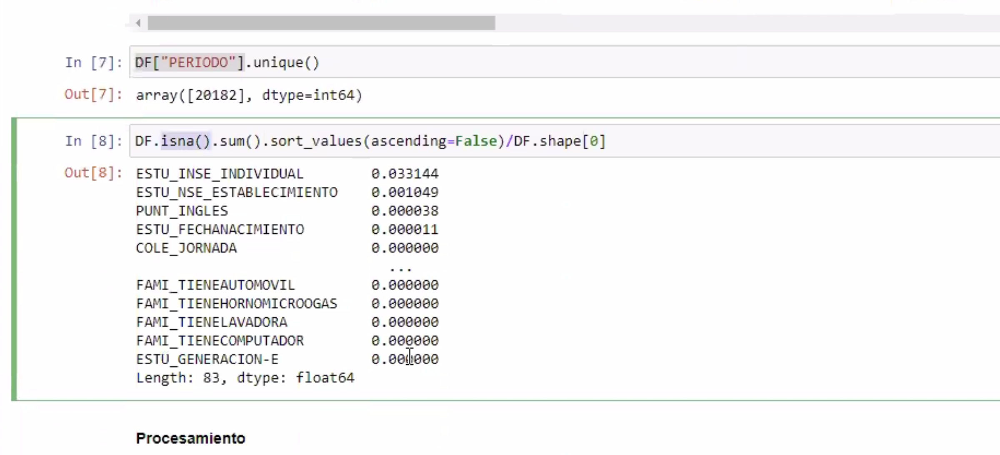 In [7]: DF["PERIODO"].unique()
Out[7]: array([20182], dtype=int64)
In [8]: DF.isna().sum().sort_values(ascending=False)/DF.shape[0]
Out[8]: ESTU_INSE_INDIVIDUAL 0.033144
ESTU_NSE_ESTABLECIMIENTO 0.001049
PUNT_INGLES 0.000038
ESTU_FECHANACIMIENTO 0.000011
COLE_JORNADA 0.000000
...
FAMI_TIENEAUTOMOVIL 0.000000
FAMI_TIENEHORNOMICROOGAS 0.000000
FAMI_TIENELAVADORA 0.000000
FAMI_TIENECOMPUTADOR 0.000000
ESTU_GENERACION-E 0.000000
Length: 83, dtype: float64
Procesamiento